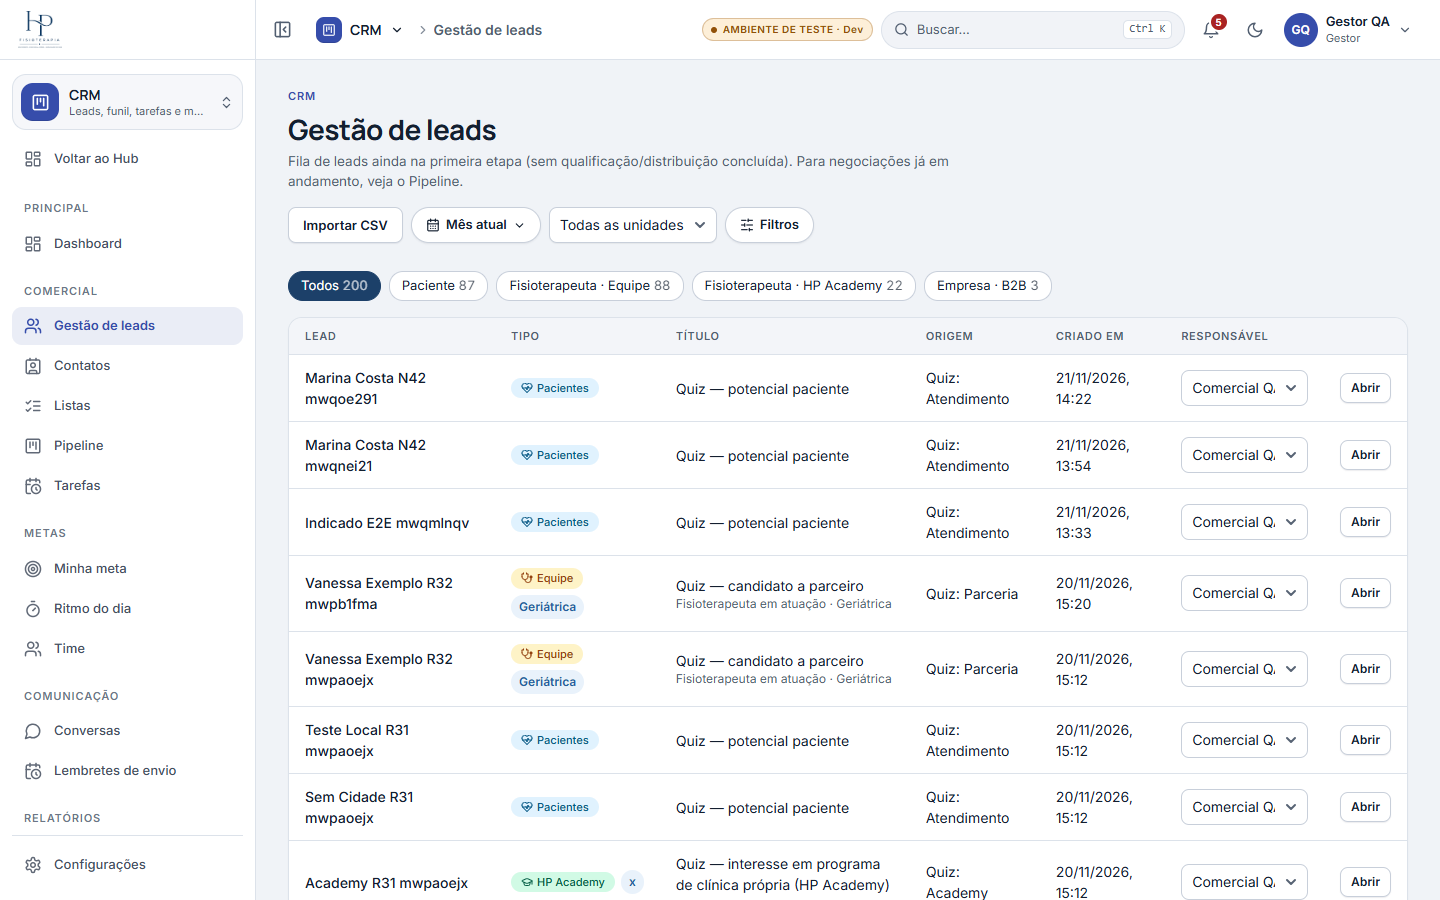 HP
FISIOTERAPIA
CRM
Gestão de leads
AMBIENTE DE TESTE · Dev
Buscar...
Ctrl K
5
GQ
Gestor QA
Gestor
CRM
Leads, funil, tarefas e m...
Voltar ao Hub
PRINCIPAL
Dashboard
COMERCIAL
Gestão de leads
Contatos
Listas
Pipeline
Tarefas
METAS
Minha meta
Ritmo do dia
Time
COMUNICAÇÃO
Conversas
Lembretes de envio
RELATÓRIOS
Configurações
CRM
Gestão de leads
Fila de leads ainda na primeira etapa (sem qualificação/distribuição concluída). Para negociações já em
andamento, veja o Pipeline.
Importar CSV
Mês atual
Todas as unidades
Filtros
Todos 200
Paciente 87
Fisioterapeuta · Equipe 88
Fisioterapeuta · HP Academy 22
Empresa · B2B 3
LEAD TIPO TÍTULO ORIGEM CRIADO EM RESPONSÁVEL
Marina Costa N42
mwqoe291
Pacientes
Quiz — potencial paciente
Quiz:
Atendimento
21/11/2026,
14:22
Comercial Q
Abrir
Marina Costa N42
mwqnei21
Pacientes
Quiz — potencial paciente
Quiz:
Atendimento
21/11/2026,
13:54
Comercial Q
Abrir
Indicado E2E mwqmlnqv
Pacientes
Quiz — potencial paciente
Quiz:
Atendimento
21/11/2026,
13:33
Comercial Q
Abrir
Vanessa Exemplo R32
mwpb1fma
Equipe
Geriátrica
Quiz — candidato a parceiro
Fisioterapeuta em atuação · Geriátrica
Quiz: Parceria
20/11/2026,
15:20
Comercial Q
Abrir
Vanessa Exemplo R32
mwpaoejx
Equipe
Geriátrica
Quiz — candidato a parceiro
Fisioterapeuta em atuação · Geriátrica
Quiz: Parceria
20/11/2026,
15:12
Comercial Q
Abrir
Teste Local R31
mwpaoejx
Pacientes
Quiz — potencial paciente
Quiz:
Atendimento
20/11/2026,
15:12
Comercial Q
Abrir
Sem Cidade R31
mwpaoejx
Pacientes
Quiz — potencial paciente
Quiz:
Atendimento
20/11/2026,
15:12
Comercial Q
Abrir
Academy R31 mwpaoejx
HP Academy
x
Quiz — interesse em programa
de clínica própria (HP Academy)
Quiz:
Academy
20/11/2026,
15:12
Comercial Q
Abrir